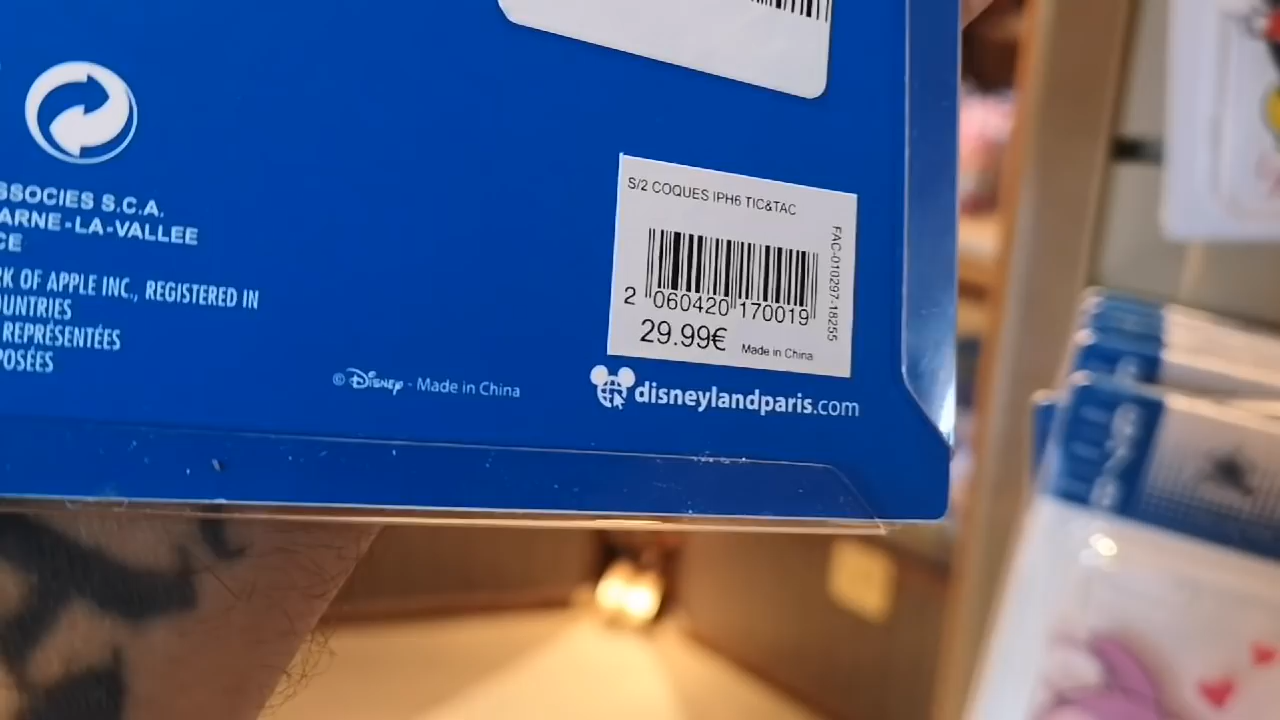 SSOCIES S.C.A.
ARNE-LA-VALLEE
CE
RK OF APPLE INC., REGISTERED IN
OUNTRIES
REPRÉSENTÉES
POSÉES
© Disney - Made in China
S/2 COQUES IPH6 TIC&TAC
FAC-010297-18255
2 060420 170019
29.99€ Made in China
disneylandparis.com